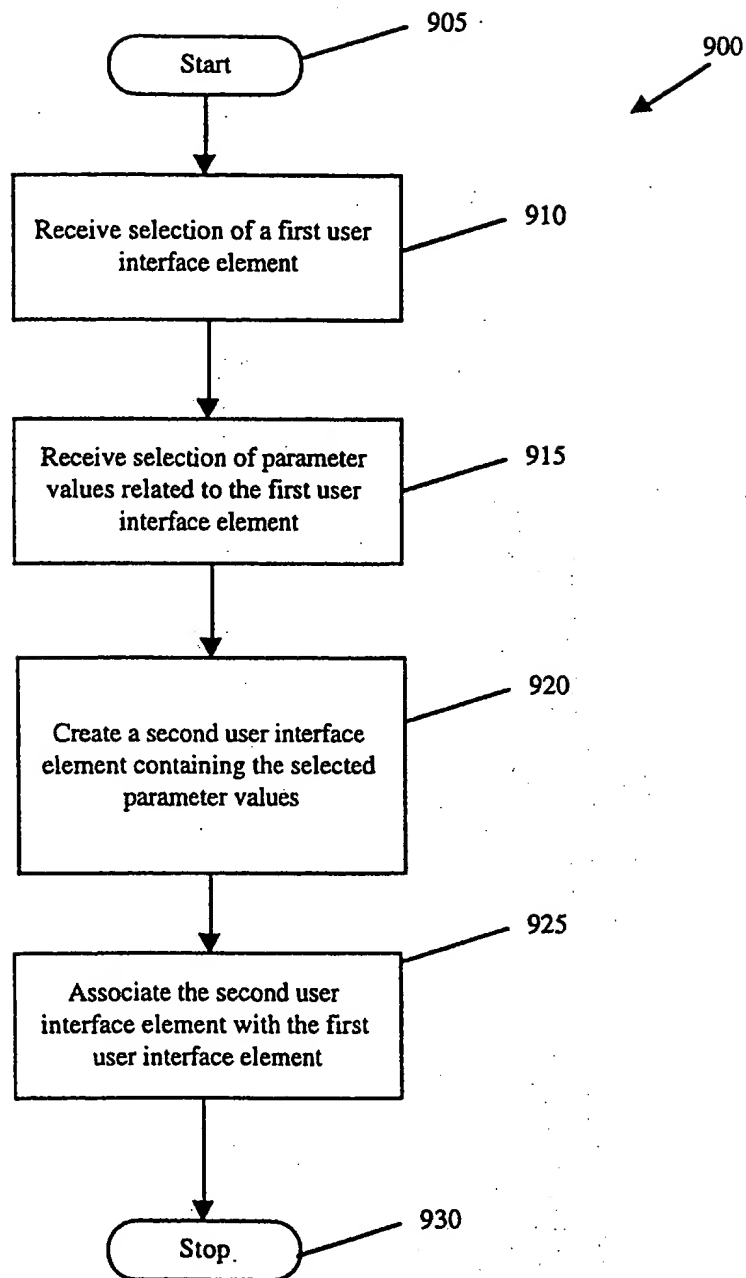 905
Start
900
Receive selection of a first user
interface element
910
Receive selection of parameter
values related to the first user
interface element
915
Create a second user interface
element containing the selected
parameter values
920
Associate the second user
interface element with the first
user interface element
925
Stop
930